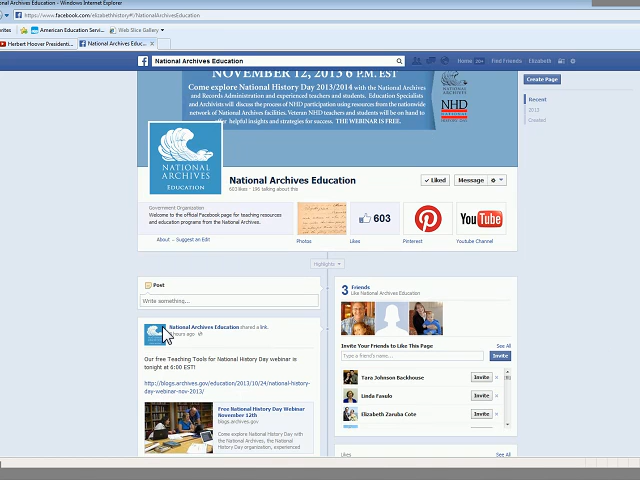 Internet Explorer
https://www.facebook.com/elizabethhistory#!/NationalArchivesEducation
American Education Servi...
Web Slice Gallery
Herbert Hoover Presidenti...
National Archives Educ...
National Archives Education
Home 20+
Find Friends
Elizabeth
NOVEMBER 12, 2013 6 P.M. EST
Come explore National History Day 2013/2014 with the National Archives
and Records Administration and experienced teachers and students. Education Specialists
and Archivists will discuss the process of NHD participation using resources from the nationwide
network of National Archives facilities. Veteran NHD teachers and students will be on hand to
offer helpful insights and strategies for success. THE WEBINAR IS FREE.
NATIONAL
ARCHIVES
NHD
NATIONAL
HISTORY DAY
Create Page
Recent
2012
Created
NATIONAL
ARCHIVES
EDUCATION
National Archives Education
603 likes · 196 talking about this
Liked
Message
Government Organization
Welcome to the official Facebook page for teaching resources
and education programs from the National Archives.
About – Suggest an Edit
603
You Tube
Photos
Likes
Pinterest
Youtube Channel
Highlights
Post
Write something...
National Archives Education shared a link.
hours ago
Our free Teaching Tools for National History Day webinar is
tonight at 6:00 EST!
http://blogs.archives.gov/education/2013/10/24/national-history-
day-webinar-nov-2013/
Free National History Day Webinar
November 12th
blogs.archives.gov
Come explore National History Day with
the National Archives, the National
History Day organization, experienced
3 Friends
Like National Archives Education
Invite Your Friends to Like This Page
See All
Type a friend's name...
Invite
Tara Johnson Backhouse
Invite
Linda Fasulo
Invite
Elizabeth Zaruba Cote
Invite
Likes
See All